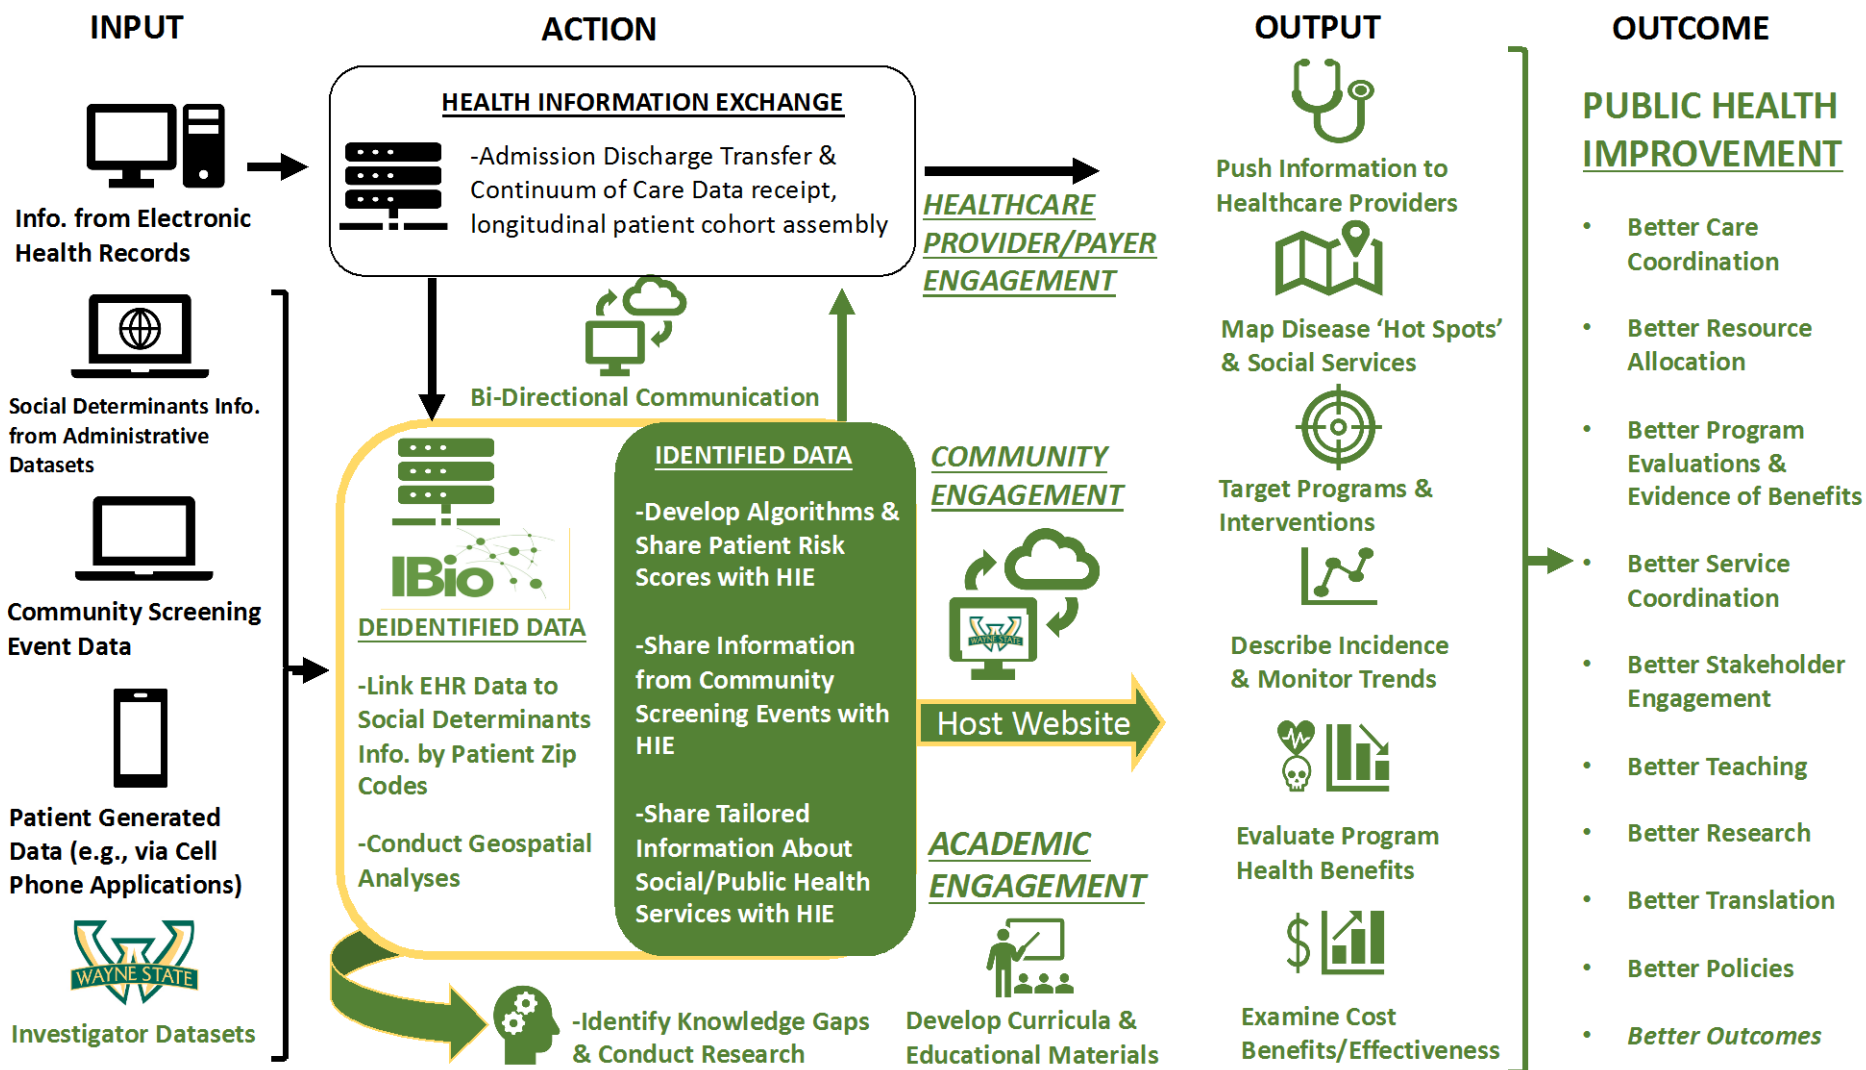 INPUT
ACTION
OUTPUT
OUTCOME
Info. from Electronic
Health Records
Social Determinants Info.
from Administrative
Datasets
Community Screening
Event Data
Patient Generated
Data (e.g., via Cell
Phone Applications)
WAYNE STATE
Investigator Datasets
HEALTH INFORMATION EXCHANGE
-Admission Discharge Transfer &
Continuum of Care Data receipt,
longitudinal patient cohort assembly
Bi-Directional Communication
IBio
DEIDENTIFIED DATA
-Link EHR Data to
Social Determinants
Info. by Patient Zip
Codes
-Conduct Geospatial
Analyses
IDENTIFIED DATA
-Develop Algorithms &
Share Patient Risk
Scores with HIE
-Share Information
from Community
Screening Events with
HIE
-Share Tailored
Information About
Social/Public Health
Services with HIE
-Identify Knowledge Gaps
& Conduct Research
HEALTHCARE
PROVIDER/PAYER
ENGAGEMENT
COMMUNITY
ENGAGEMENT
WAYNE STATE
Host Website
ACADEMIC
ENGAGEMENT
Develop Curricula &
Educational Materials
Push Information to
Healthcare Providers
Map Disease ‘Hot Spots’
& Social Services
Target Programs &
Interventions
Describe Incidence
& Monitor Trends
Evaluate Program
Health Benefits
$
Examine Cost
Benefits/Effectiveness
PUBLIC HEALTH
IMPROVEMENT
• Better Care
Coordination
• Better Resource
Allocation
• Better Program
Evaluations &
Evidence of Benefits
• Better Service
Coordination
• Better Stakeholder
Engagement
• Better Teaching
• Better Research
• Better Translation
• Better Policies
• Better Outcomes